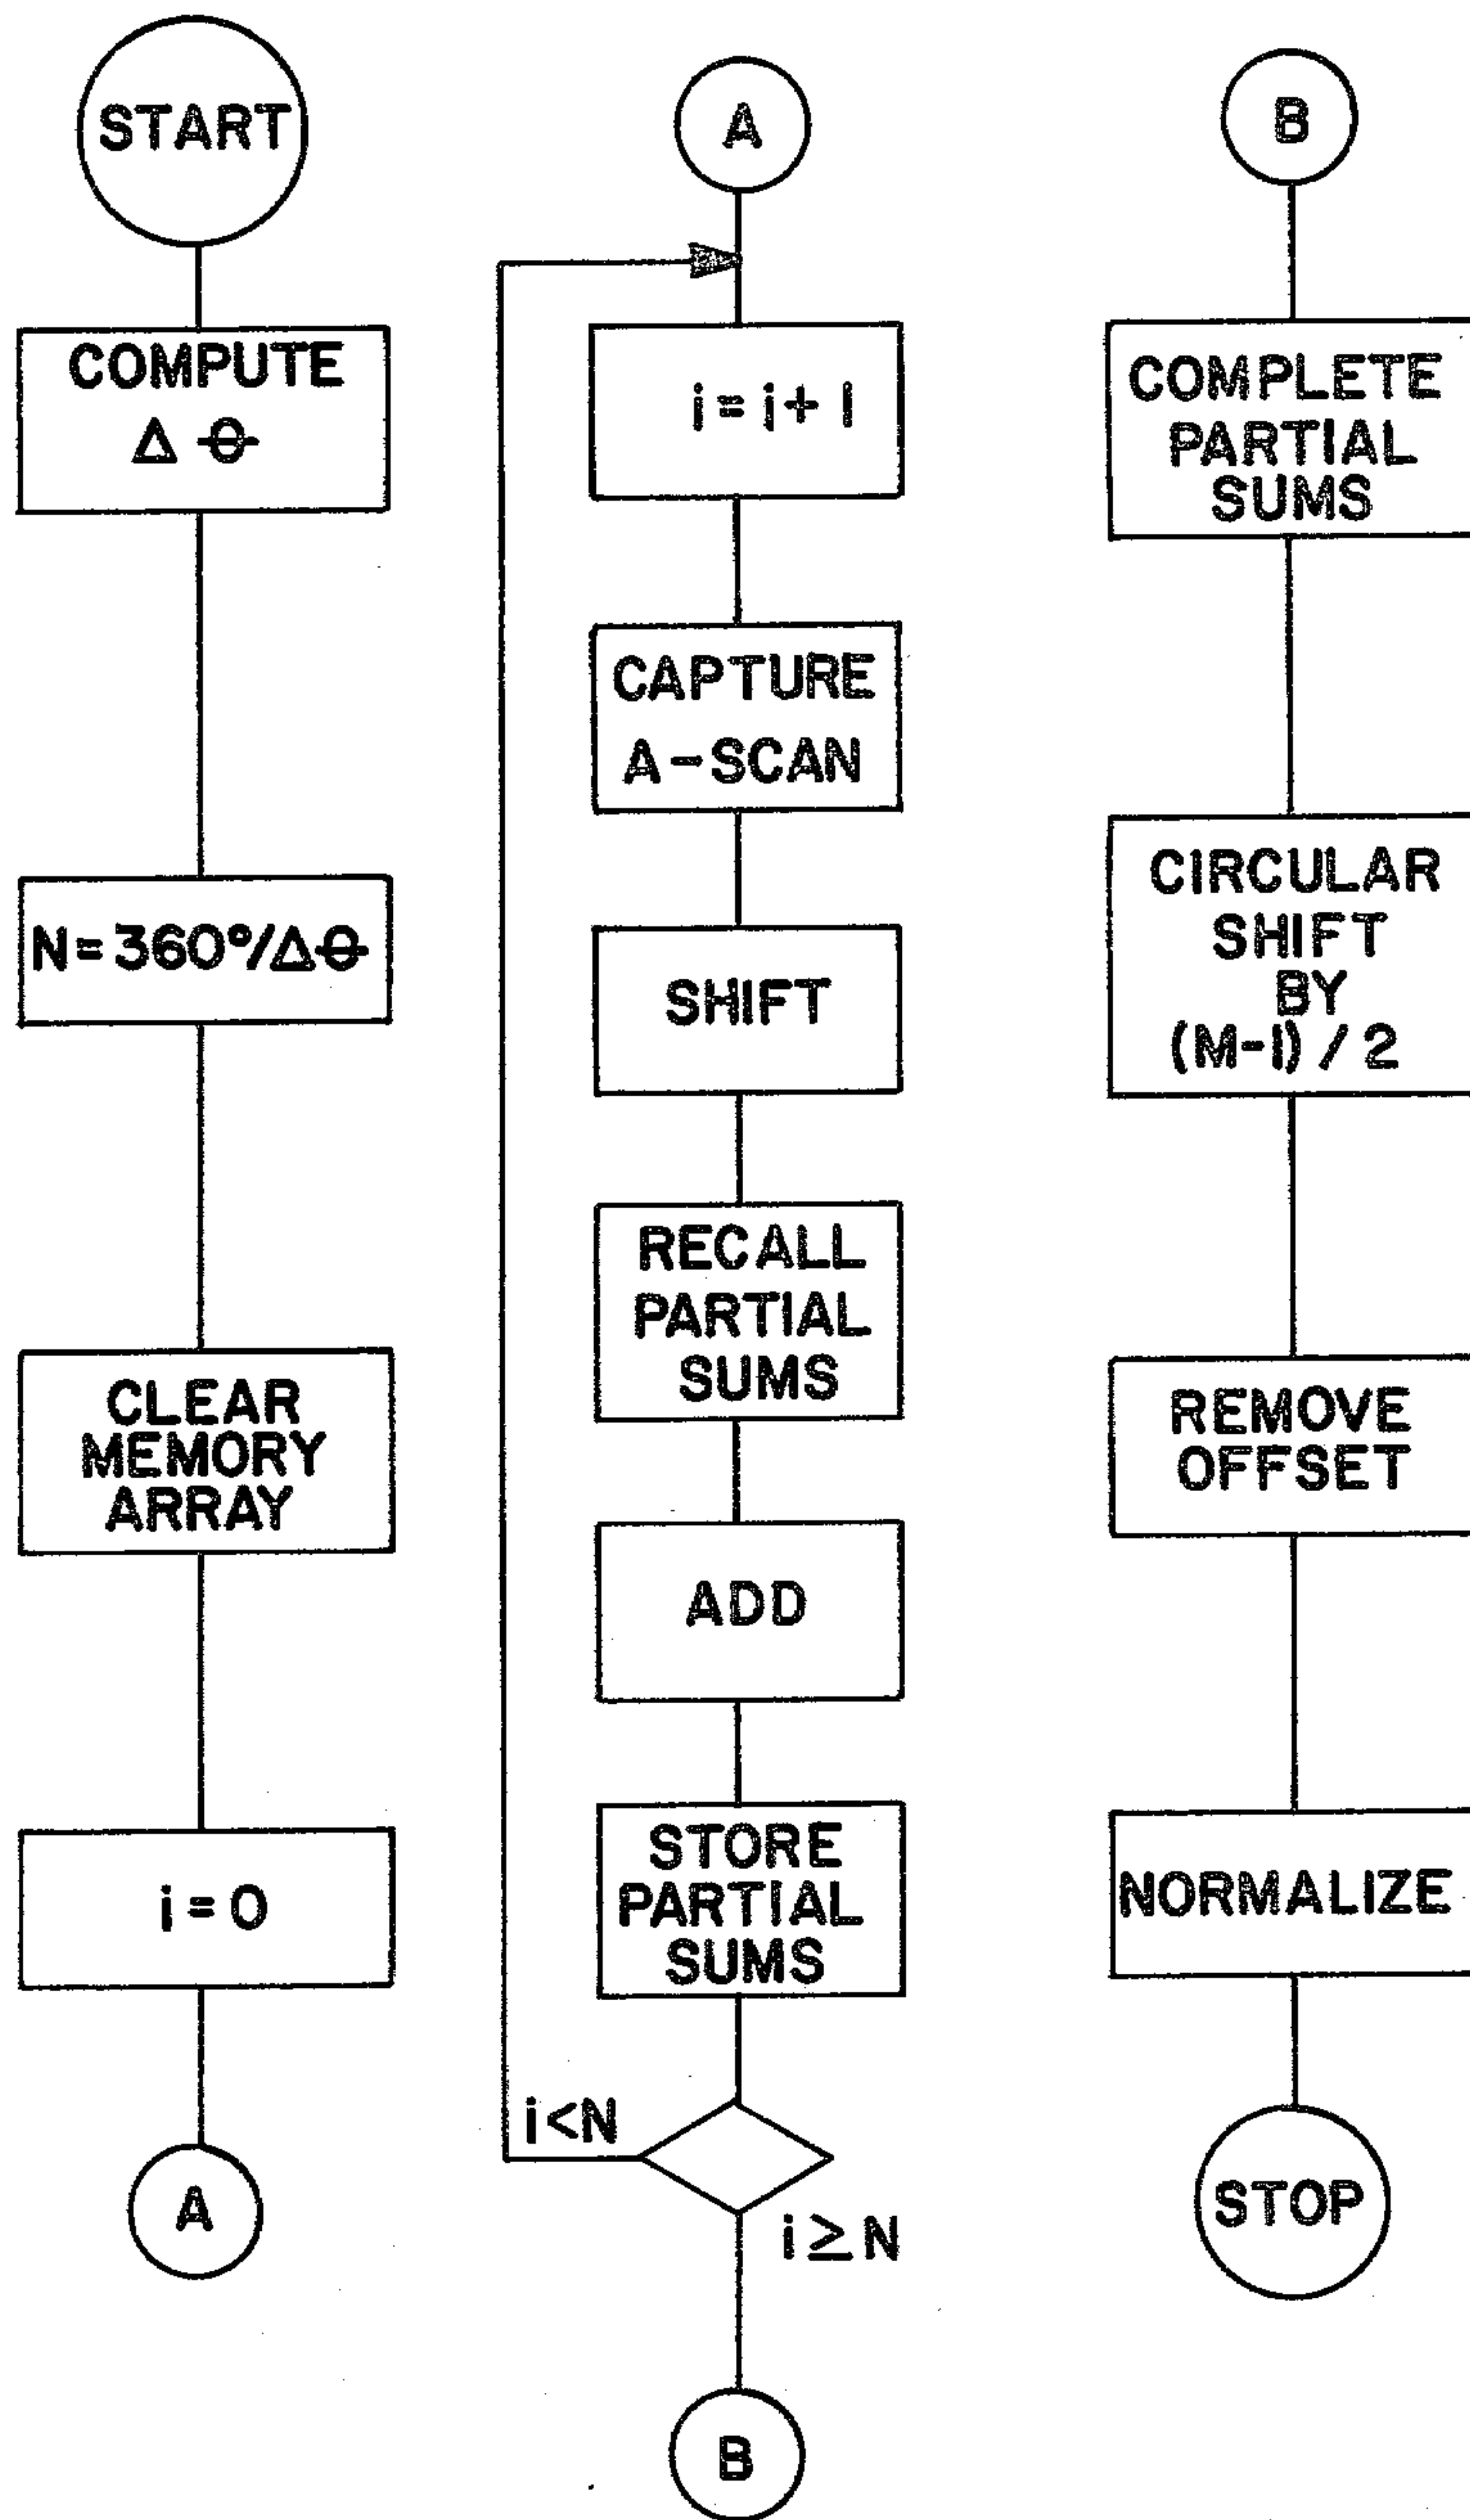 START
COMPUTE
Δ θ
N=360°/Δθ
CLEAR
MEMORY
ARRAY
i=0
A
A
i=i+1
CAPTURE
A-SCAN
SHIFT
RECALL
PARTIAL
SUMS
ADD
STORE
PARTIAL
SUMS
i<N
i≥N
B
B
COMPLETE
PARTIAL
SUMS
CIRCULAR
SHIFT
BY
(M-1)/2
REMOVE
OFFSET
NORMALIZE
STOP